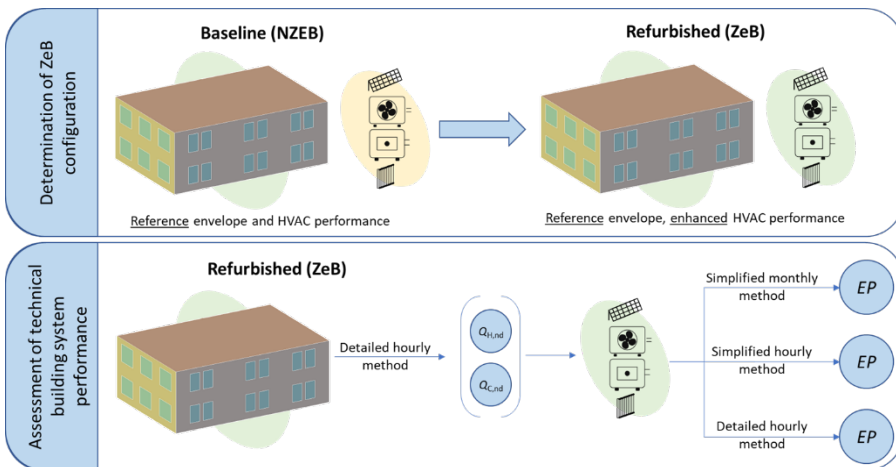 Determination of ZeB
configuration
Baseline (NZEB)
Refurbished (ZeB)
Reference envelope and HVAC performance
Reference envelope, enhanced HVAC performance
Assessment of technical
building system
performance
Refurbished (ZeB)
Detailed hourly
method
QH,nd
QC,nd
Simplified monthly
method
EP
Simplified hourly
method
EP
Detailed hourly
method
EP